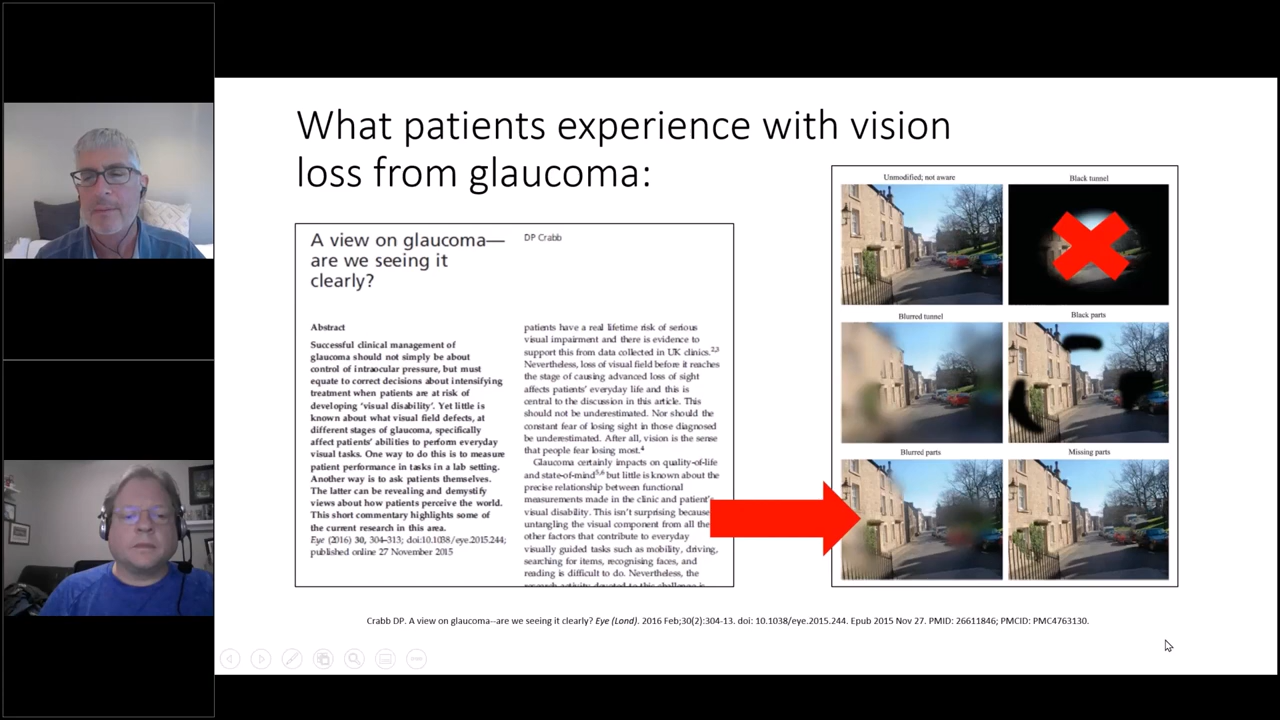 What patients experience with vision
loss from glaucoma:
A view on glaucoma—
are we seeing it
clearly?
DP Crabb
Abstract
Successful clinical management of
glaucoma should not simply be about
control of intraocular pressure, but must
equate to correct decisions about intensifying
treatment when patients are at risk of
developing 'visual disability'. Yet little is
known about what visual field defects, at
different stages of glaucoma, specifically
affect patients' abilities to perform everyday
visual tasks. One way to do this is to measure
patient performance in tasks in a lab setting.
Another way is to ask patients themselves.
The latter can be revealing and demystify
views about how patients perceive the world.
This short commentary highlights some of
the current research in this area.
Eye (2016) 30, 304–313; doi:10.1038/eye.2015.244;
published online 27 November 2015
patients have a real lifetime risk of serious
visual impairment and there is evidence to
support this from data collected in UK clinics.2,3
Nevertheless, loss of visual field before it reaches
the stage of causing advanced loss of sight
affects patients' everyday life and this is
central to the discussion in this article. This
should not be underestimated. Nor should the
constant fear of losing sight in those diagnosed
be underestimated. After all, vision is the sense
that people fear losing most.4
Glaucoma certainly impacts on quality-of-life
and state-of-mind5,6 but little is known about the
precise relationship between functional
measurements made in the clinic and patient's
visual disability. This isn't surprising because
untangling the visual component from all the
other factors that contribute to everyday
visually guided tasks such as mobility, driving,
searching for items, recognising faces, and
reading is difficult to do. Nevertheless, the
Unmodified; not aware
Black tunnel
Blurred tunnel
Black parts
Blurred parts
Missing parts
Crabb DP. A view on glaucoma--are we seeing it clearly? Eye (Lond). 2016 Feb;30(2):304-13. doi: 10.1038/eye.2015.244. Epub 2015 Nov 27. PMID: 26611846; PMCID: PMC4763130.